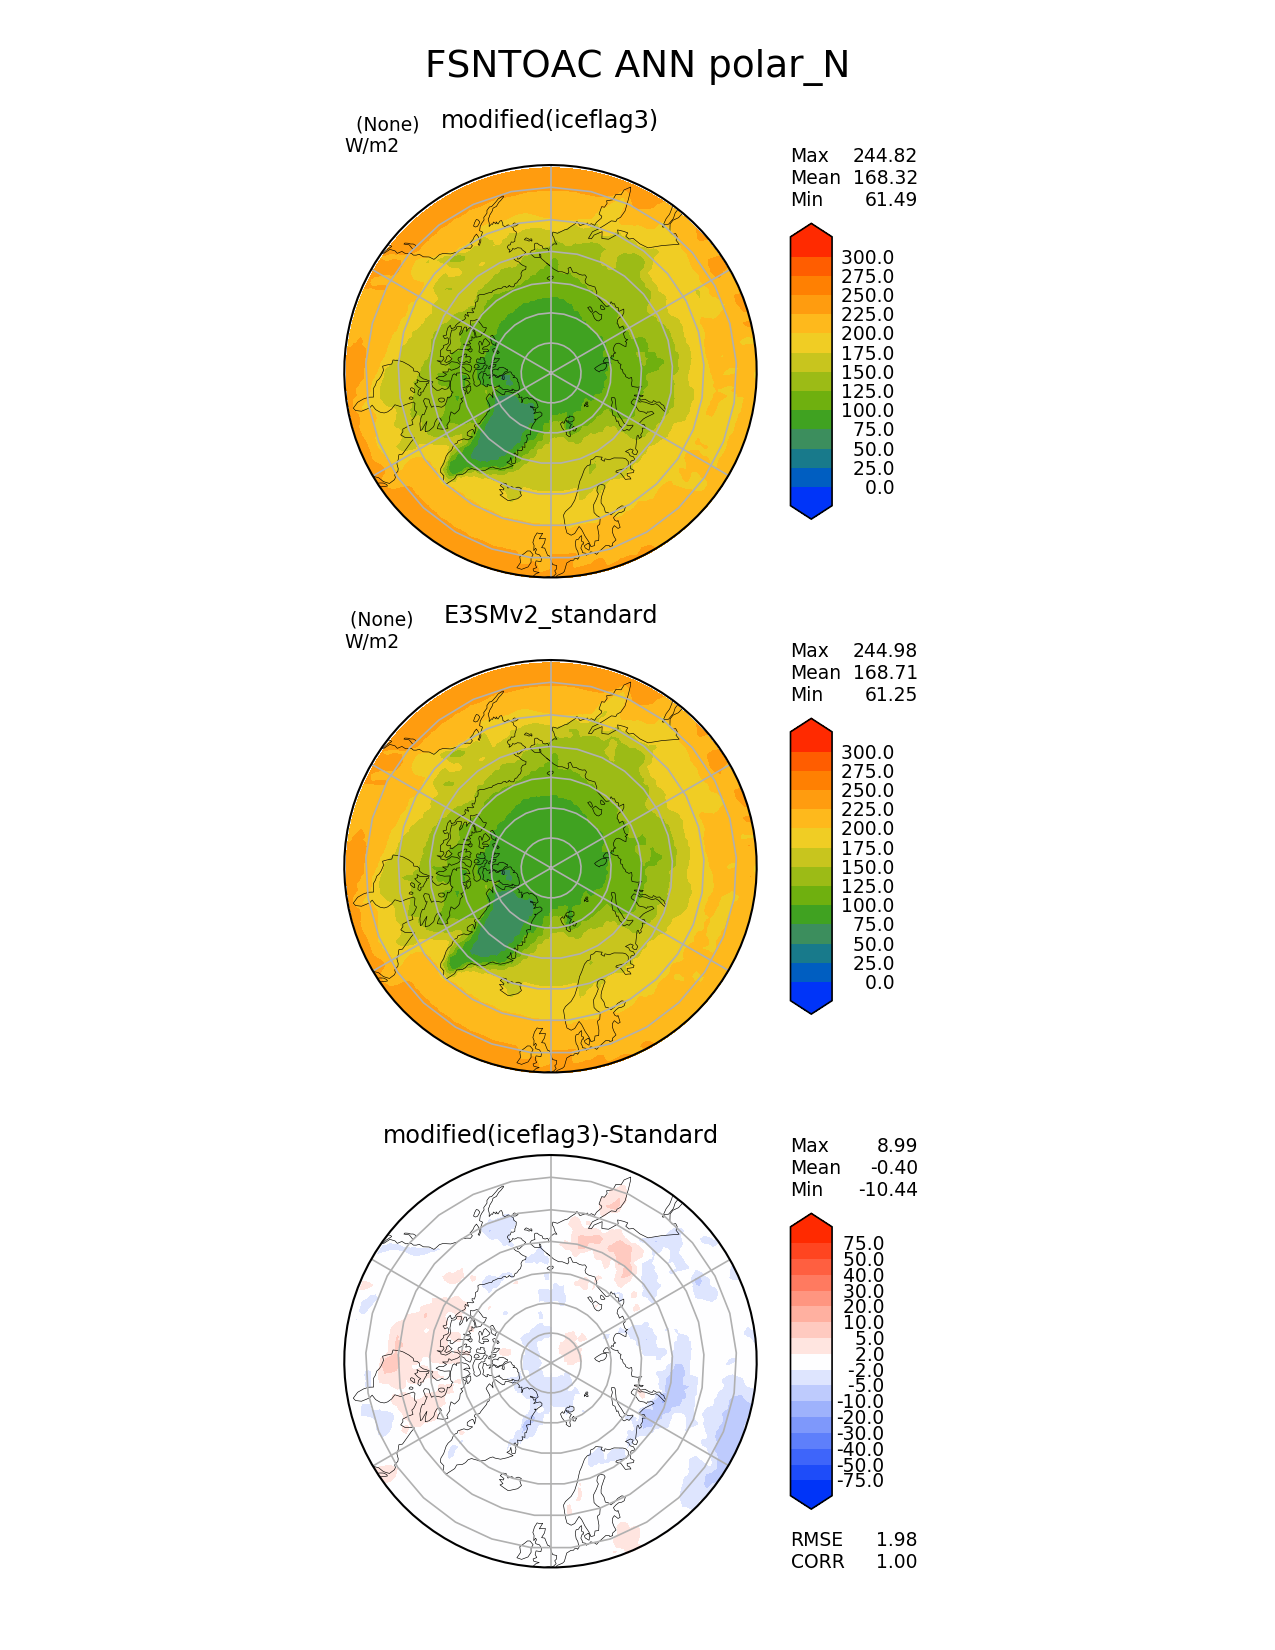 FSNTOAC ANN polar_N
(None) modified(iceflag3)
W/m2
Max 244.82
Mean 168.32
Min 61.49
300.0
275.0
250.0
225.0
200.0
175.0
150.0
125.0
100.0
75.0
50.0
25.0
0.0
(None) E3SMv2_standard
W/m2
Max 244.98
Mean 168.71
Min 61.25
300.0
275.0
250.0
225.0
200.0
175.0
150.0
125.0
100.0
75.0
50.0
25.0
0.0
modified(iceflag3)-Standard
Max 8.99
Mean -0.40
Min -10.44
75.0
50.0
40.0
30.0
20.0
10.0
5.0
2.0
-2.0
-5.0
-10.0
-20.0
-30.0
-40.0
-50.0
-75.0
RMSE 1.98
CORR 1.00